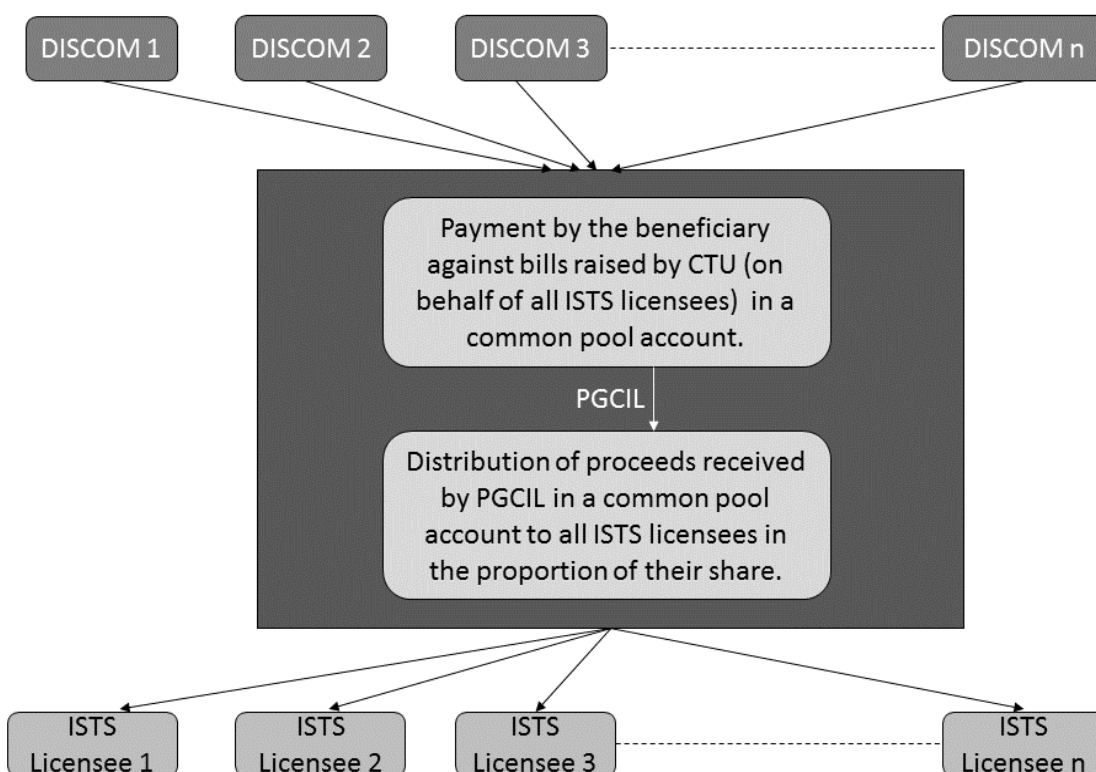 DISCOM 1
DISCOM 2
DISCOM 3
DISCOM n
Payment by the beneficiary
against bills raised by CTU (on
behalf of all ISTS licensees)  in a
common pool account.
PGCIL
Distribution of proceeds received
by PGCIL in a common pool
account to all ISTS licensees in
the proportion of their share.
ISTS
Licensee 1
ISTS
Licensee 2
ISTS
Licensee 3
ISTS
Licensee n